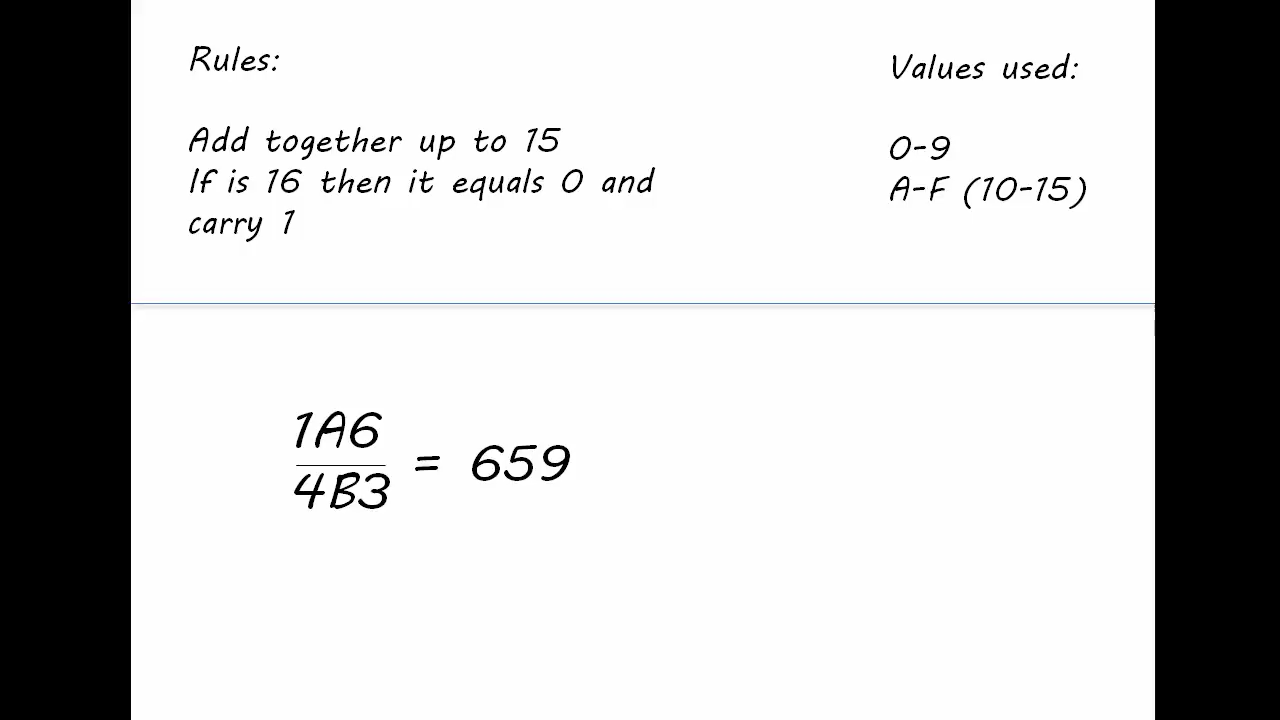 Rules:
Add together up to 15
If is 16 then it equals 0 and
carry 1
Values used:
0-9
A-F (10-15)
1A6
4B3
= 659